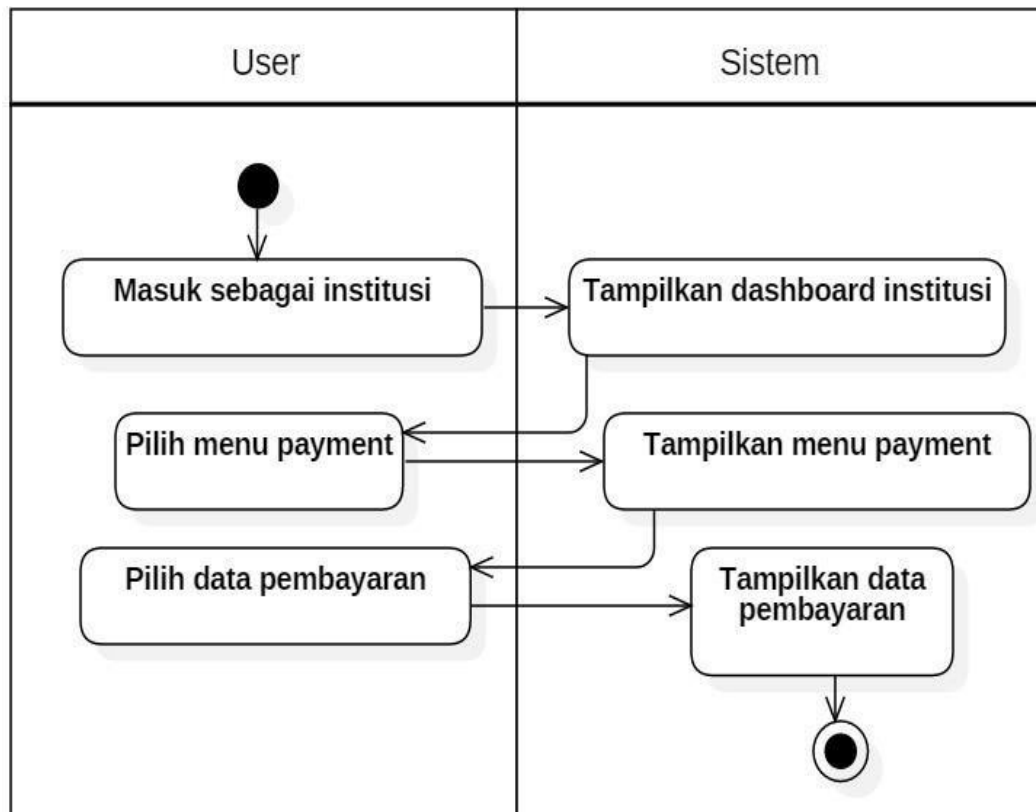 User
Sistem
Masuk sebagai institusi
Tampilkan dashboard institusi
Pilih menu payment
Tampilkan menu payment
Pilih data pembayaran
Tampilkan data
pembayaran